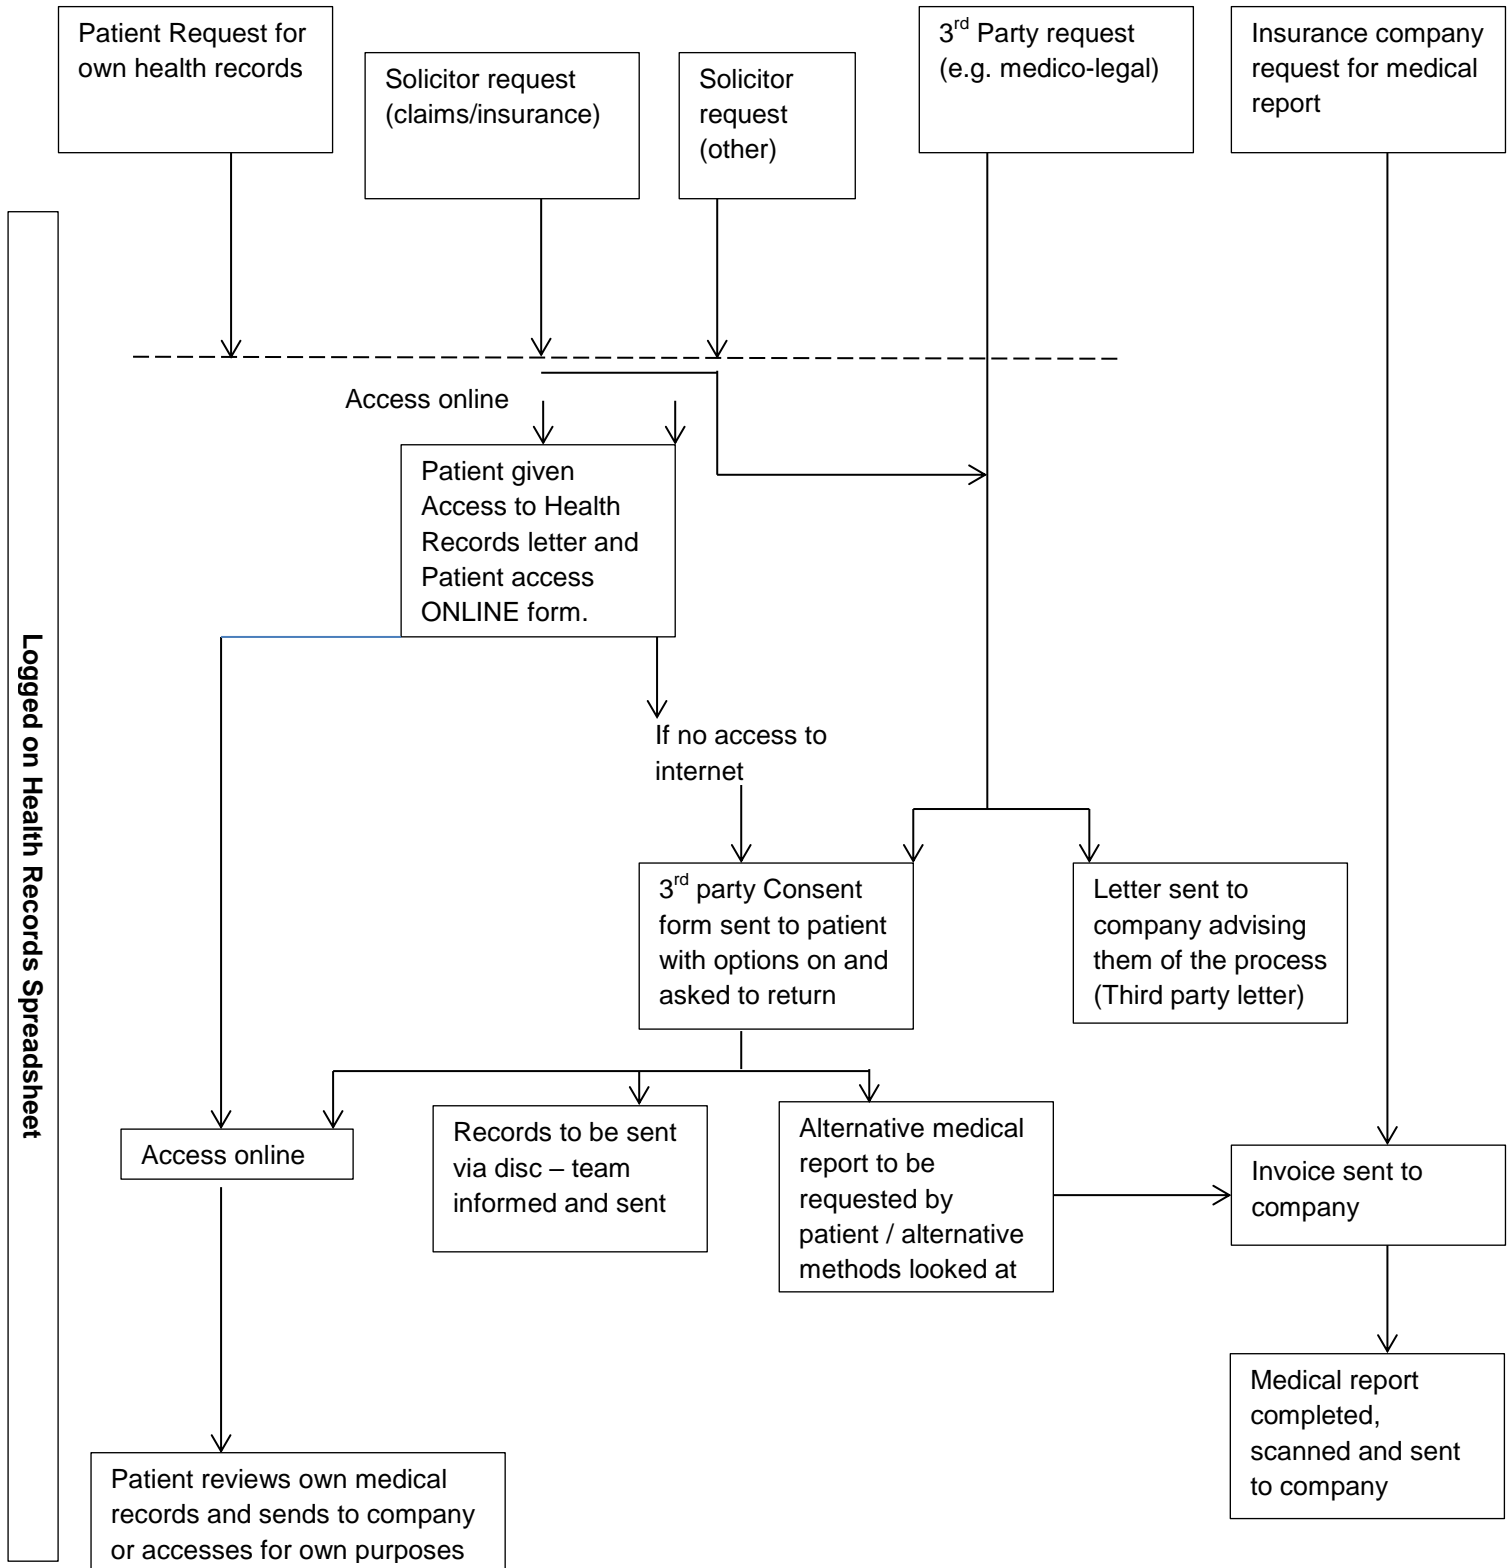 Patient Request for
own health records
Solicitor request
(claims/insurance)
Solicitor
request
(other)
3rd Party request
(e.g. medico-legal)
Insurance company
request for medical
report
Logged on Health Records Spreadsheet
Access online
Patient given
Access to Health
Records letter and
Patient access
ONLINE form.
If no access to
internet
3rd party Consent
form sent to patient
with options on and
asked to return
Letter sent to
company advising
them of the process
(Third party letter)
Access online
Records to be sent
via disc – team
informed and sent
Alternative medical
report to be
requested by
patient / alternative
methods looked at
Invoice sent to
company
Medical report
completed,
scanned and sent
to company
Patient reviews own medical
records and sends to company
or accesses for own purposes